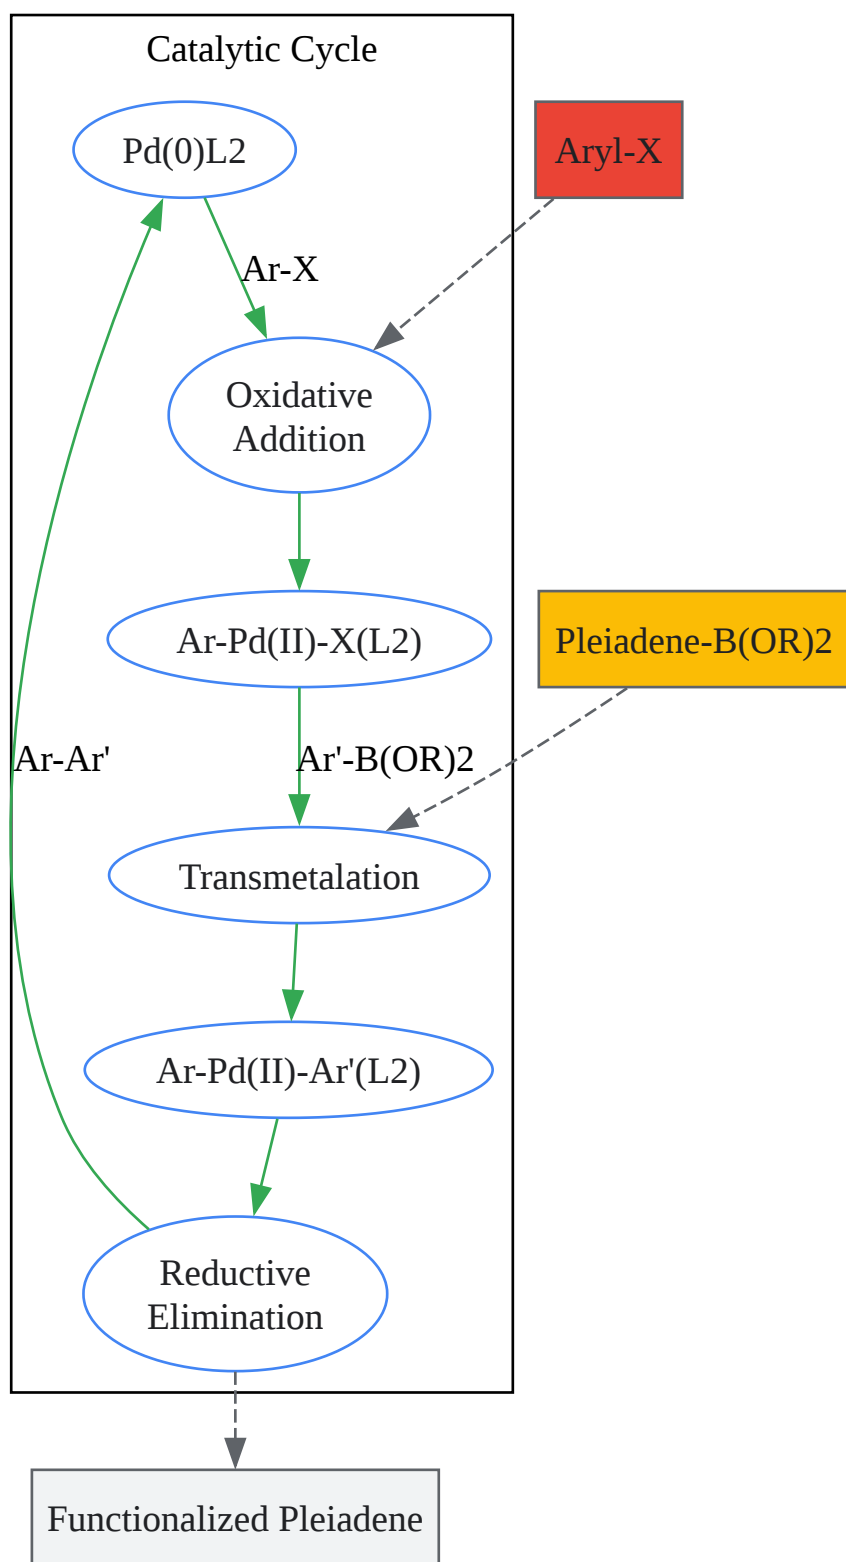 Catalytic Cycle
Pd(0)L2
Aryl-X
Ar-X
Oxidative
Addition
Ar-Pd(II)-X(L2)
Pleiadene-B(OR)2
Ar-Ar'
Ar'-B(OR)2
Transmetalation
Ar-Pd(II)-Ar'(L2)
Reductive
Elimination
Functionalized Pleiadene